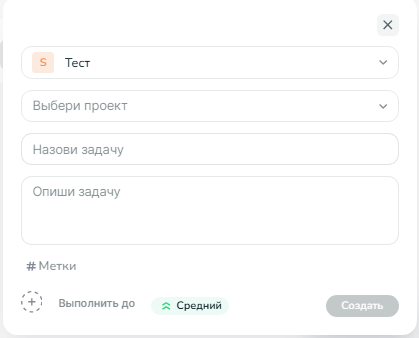 S Тест
Выбери проект
Назови задачу
Опиши задачу
# Метки
Выполнить до Средний Создать